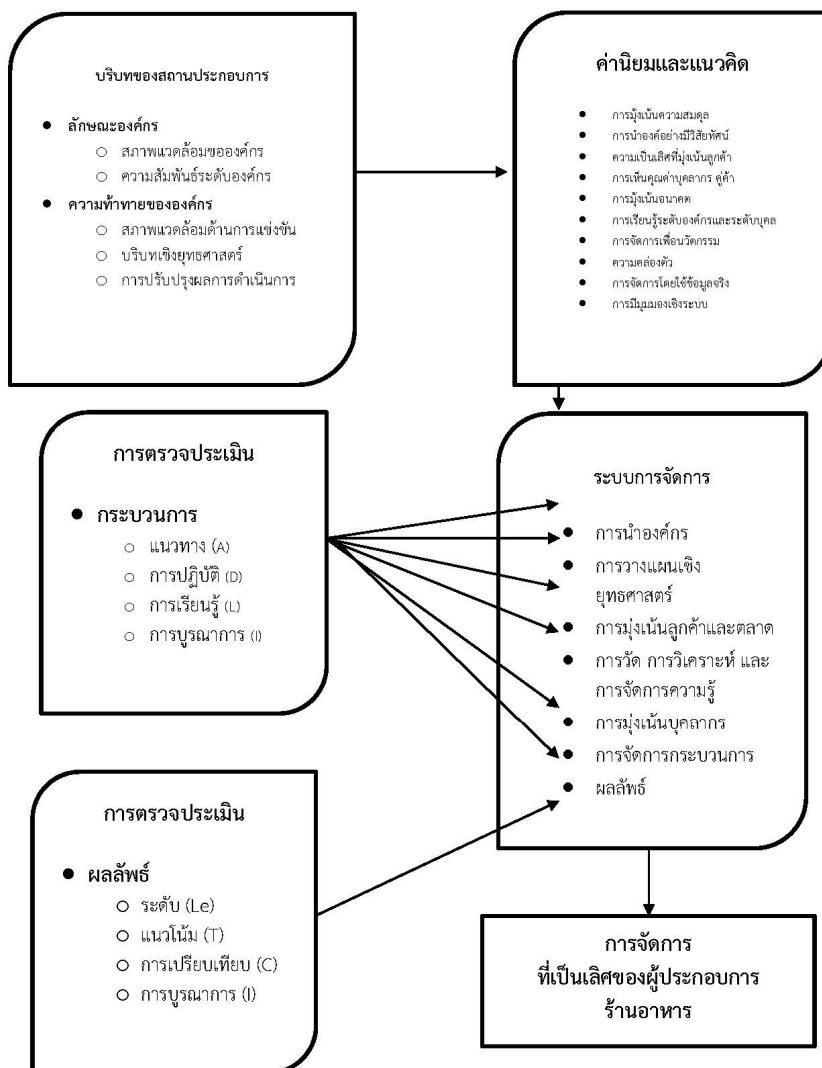 บริบทของสถานประกอบการ
● ลักษณะองค์กร
○ สภาพแวดล้อมขององค์กร
○ ความสัมพันธ์ระดับองค์กร
● ความท้าทายขององค์กร
○ สภาพแวดล้อมด้านการแข่งขัน
○ บริบทเชิงยุทธศาสตร์
○ การปรับปรุงผลการดำเนินการ
ค่านิยมและแนวคิด
● การมุ้งเน้นความสมดุล
● การนำองค์อย่างมีวิสัยทัศน์
● ความเป็นเลิศที่มุ่งเน้นลูกค้า
● การเห็นคุณค่าบุคลากร คู่ค้า
● การมุ้งเน้นอนาคต
● การเรียนรู้ระดับองค์กรและระดับบุคล
● การจัดการเพื่อนวัตกรรม
● ความคล่องตัว
● การจัดการโดยใช้ข้อมูลจริง
● การมีมุมมองเชิงระบบ
การตรวจประเมิน
● กระบวนการ
○ แนวทาง (A)
○ การปฏิบัติ (D)
○ การเรียนรู้ (L)
○ การบูรณาการ (I)
ระบบการจัดการ
● การนำองค์กร
● การวางแผนเชิง
ยุทธศาสตร์
● การมุ่งเน้นลูกค้าและตลาด
● การวัด การวิเคราะห์ และ
การจัดการความรู้
● การมุ่งเน้นบุคลากร
● การจัดการกระบวนการ
● ผลลัพธ์
การตรวจประเมิน
● ผลลัพธ์
○ ระดับ (Le)
○ แนวโน้ม (T)
○ การเปรียบเทียบ (C)
○ การบูรณาการ (I)
การจัดการ
ที่เป็นเลิศของผู้ประกอบการ
ร้านอาหาร